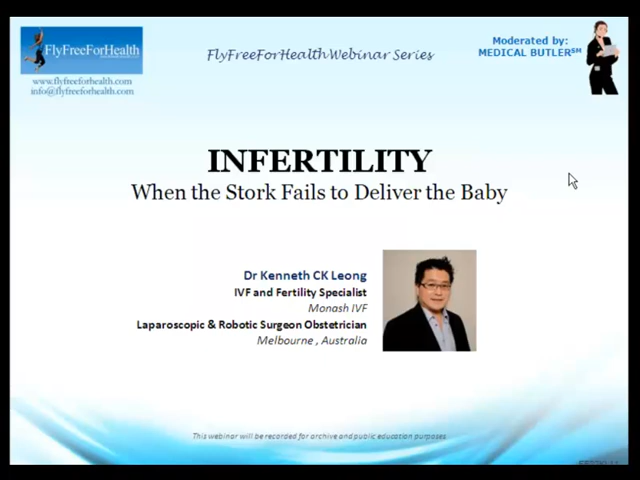 FlyFreeForHealth
www.flyfreeforhealth.com
info@flyfreeforhealth.com
FlyFreeForHealth Webinar Series
Moderated by:
MEDICAL BUTLER℠
INFERTILITY
When the Stork Fails to Deliver the Baby
Dr Kenneth CK Leong
IVF and Fertility Specialist
Monash IVF
Laparoscopic & Robotic Surgeon Obstetrician
Melbourne , Australia
This webinar will be recorded for archive and public education purposes